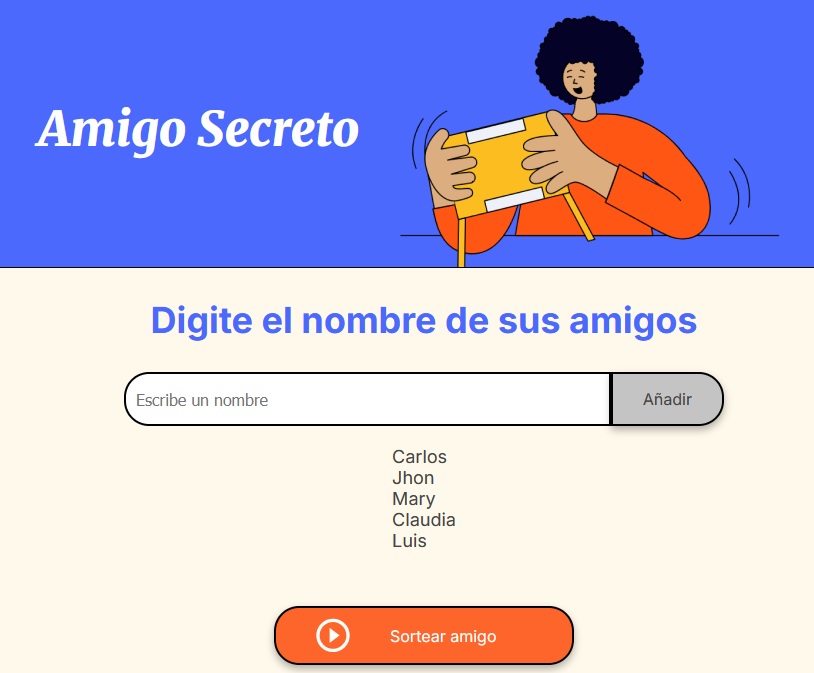 Amigo Secreto
Digite el nombre de sus amigos
Escribe un nombre
Añadir
Carlos
Jhon
Mary
Claudia
Luis
Sortear amigo